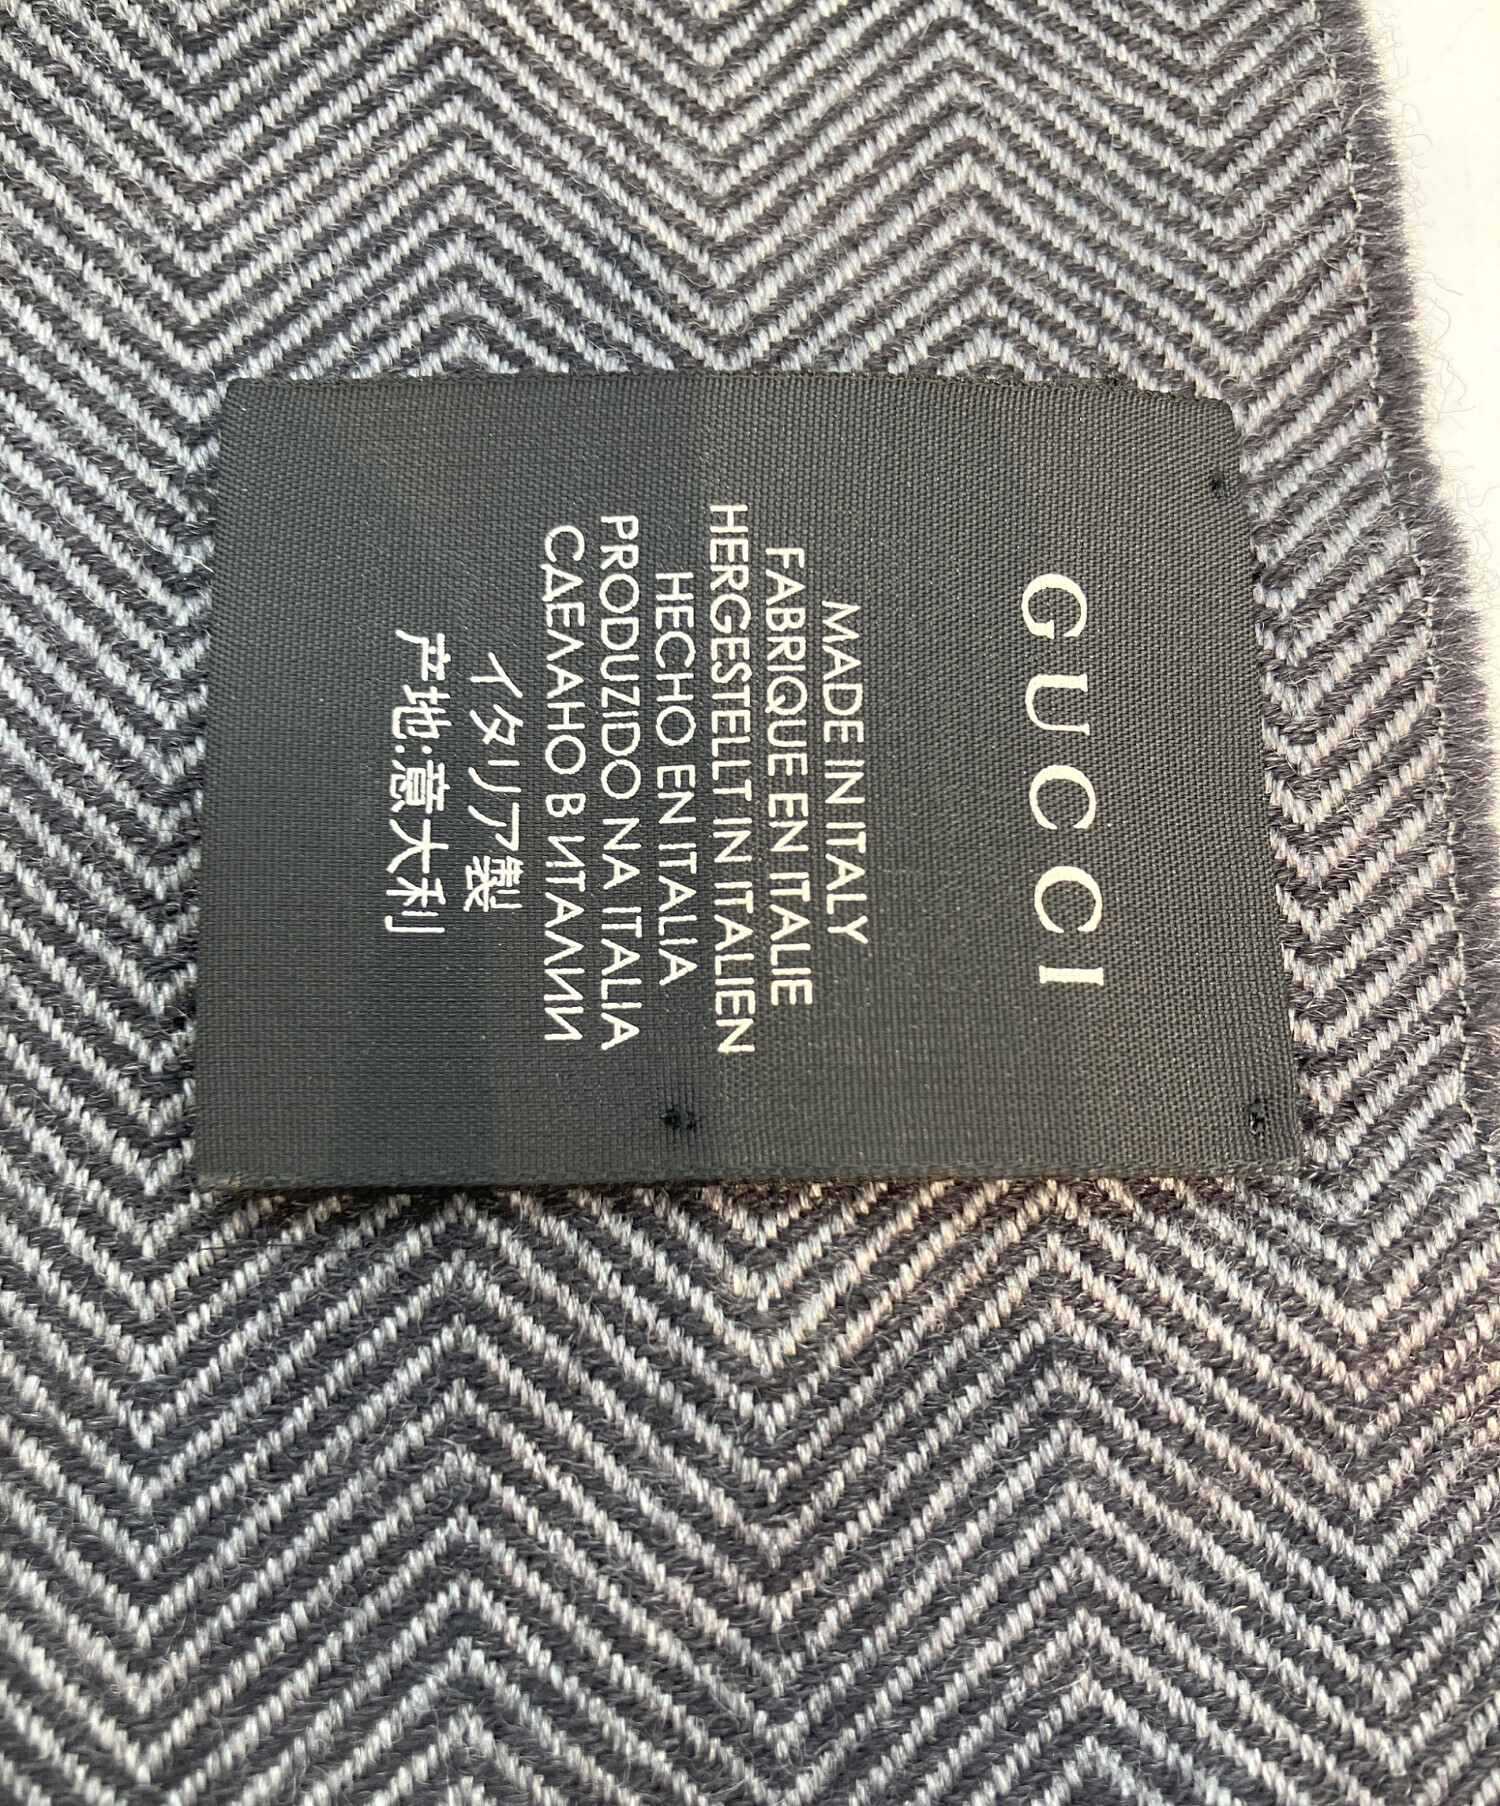 GUCCI
MADE IN ITALY
FABRIQUE EN ITALIE
HERGESTELLT IN ITALIEN
HECHO EN ITALIA
PRODUZIDO NA ITALIA
СДЕЛАНО В ИТАЛИИ
イタリア製
产地:意大利